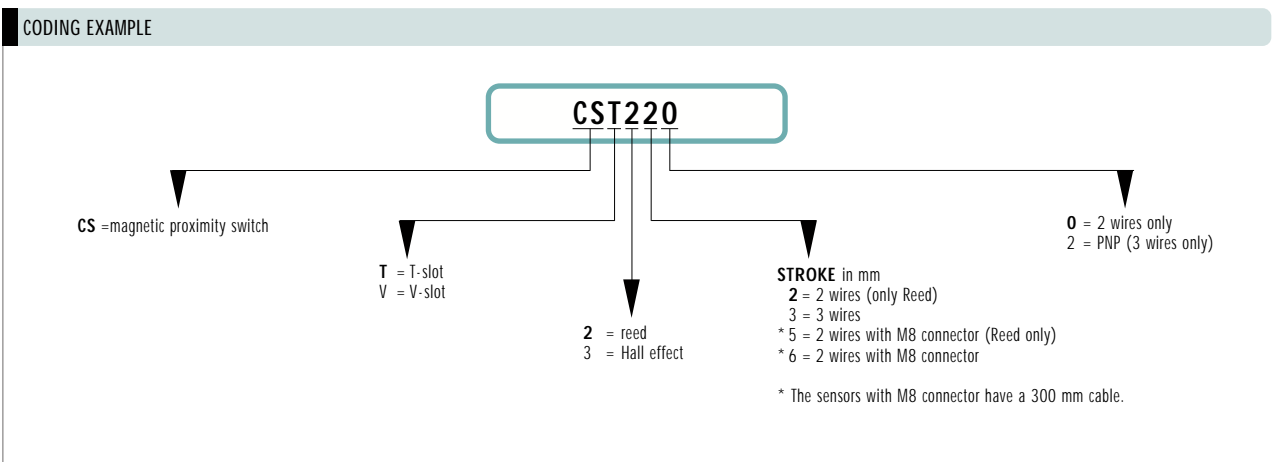 CODING EXAMPLE
CST220
CS =magnetic proximity switch
T = T-slot
V = V-slot
2 = reed
3 = Hall effect
STROKE in mm
2 = 2 wires (only Reed)
3 = 3 wires
* 5 = 2 wires with M8 connector (Reed only)
* 6 = 2 wires with M8 connector
* The sensors with M8 connector have a 300 mm cable.
0 = 2 wires only
2 = PNP (3 wires only)